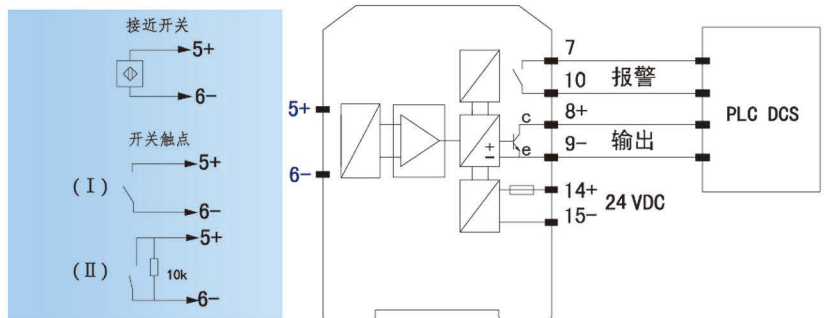 接近开关
5+
6-
开关触点
(Ⅰ)
5+
6-
(Ⅱ)
5+
10k
6-
5+
6-
+
-
c
e
7
10
报警
8+
9-
输出
14+
24 VDC
15-
PLC DCS